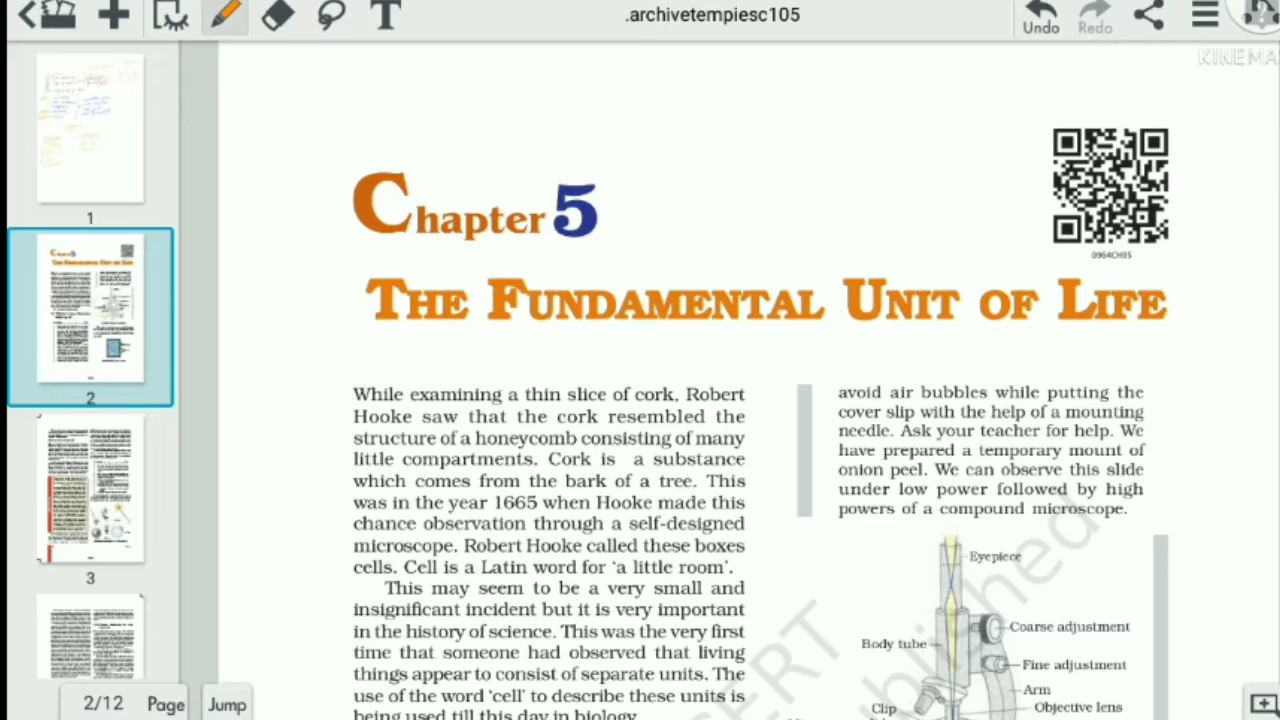 .archivetempiesc105
Undo
Redo
KINEMA
1
2
3
2/12
Page
Jump
Chapter 5
THE FUNDAMENTAL UNIT OF LIFE
0964CH05
While examining a thin slice of cork, Robert
Hooke saw that the cork resembled the
structure of a honeycomb consisting of many
little compartments. Cork is a substance
which comes from the bark of a tree. This
was in the year 1665 when Hooke made this
chance observation through a self-designed
microscope. Robert Hooke called these boxes
cells. Cell is a Latin word for 'a little room'.
This may seem to be a very small and
insignificant incident but it is very important
in the history of science. This was the very first
time that someone had observed that living
things appear to consist of separate units. The
use of the word 'cell' to describe these units is
being used till this day in biology.
avoid air bubbles while putting the
cover slip with the help of a mounting
needle. Ask your teacher for help. We
have prepared a temporary mount of
onion peel. We can observe this slide
under low power followed by high
powers of a compound microscope.
Eyepiece
Coarse adjustment
Body tube
Fine adjustment
Arm
Objective lens
Clip